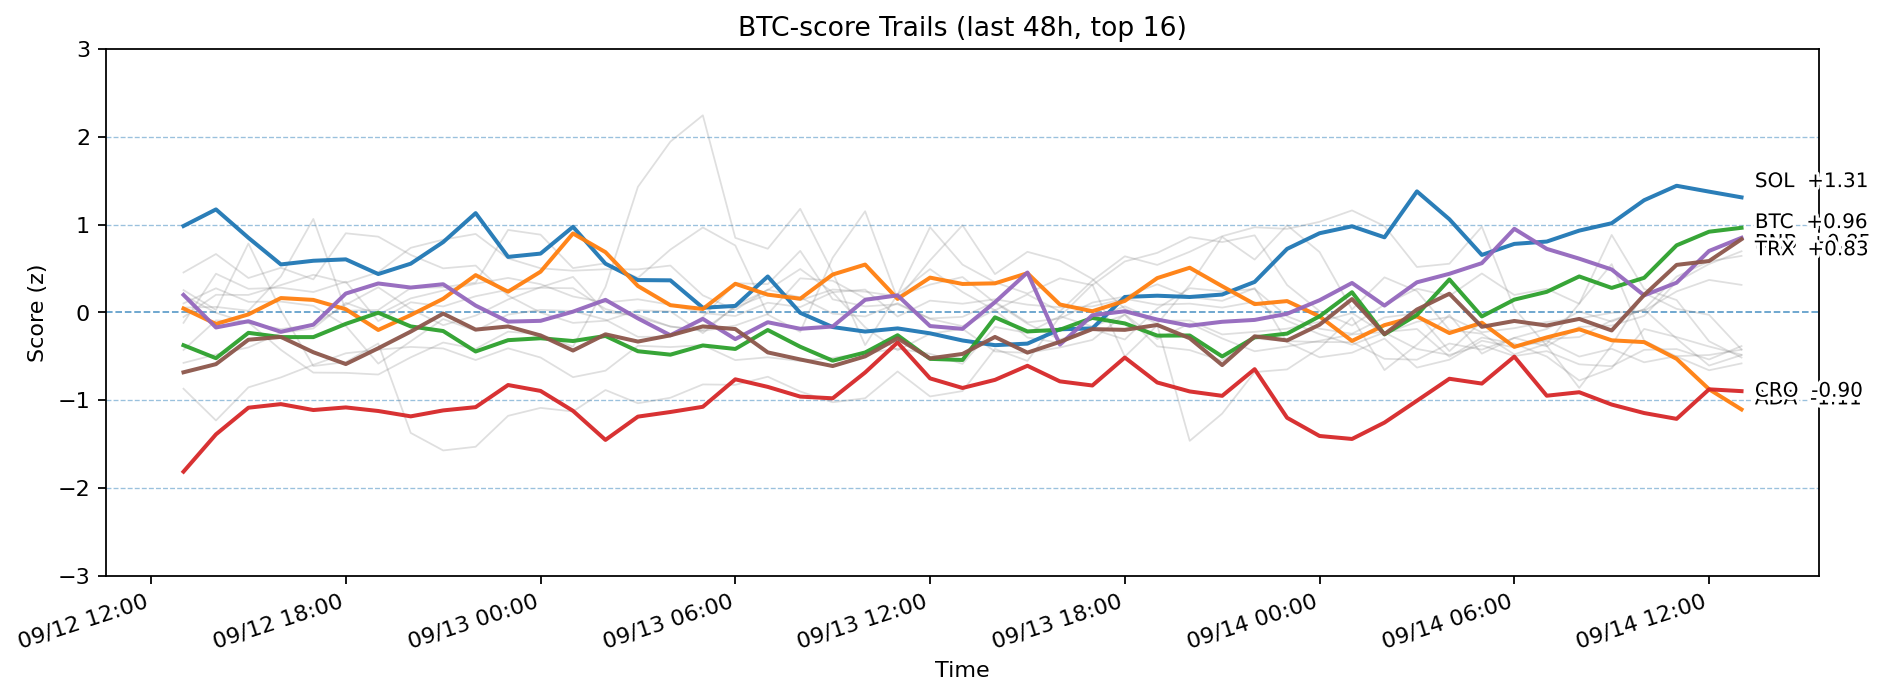 BTC-score Trails (last 48h, top 16)
Score (z)
3
2
1
0
−1
−2
−3
SOL +1.31
BTC +0.96
TRX +0.83
CRO -0.90
ADA -1.11
09/12 12:00
09/12 18:00
09/13 00:00
09/13 06:00
09/13 12:00
09/13 18:00
09/14 00:00
09/14 06:00
09/14 12:00
Time